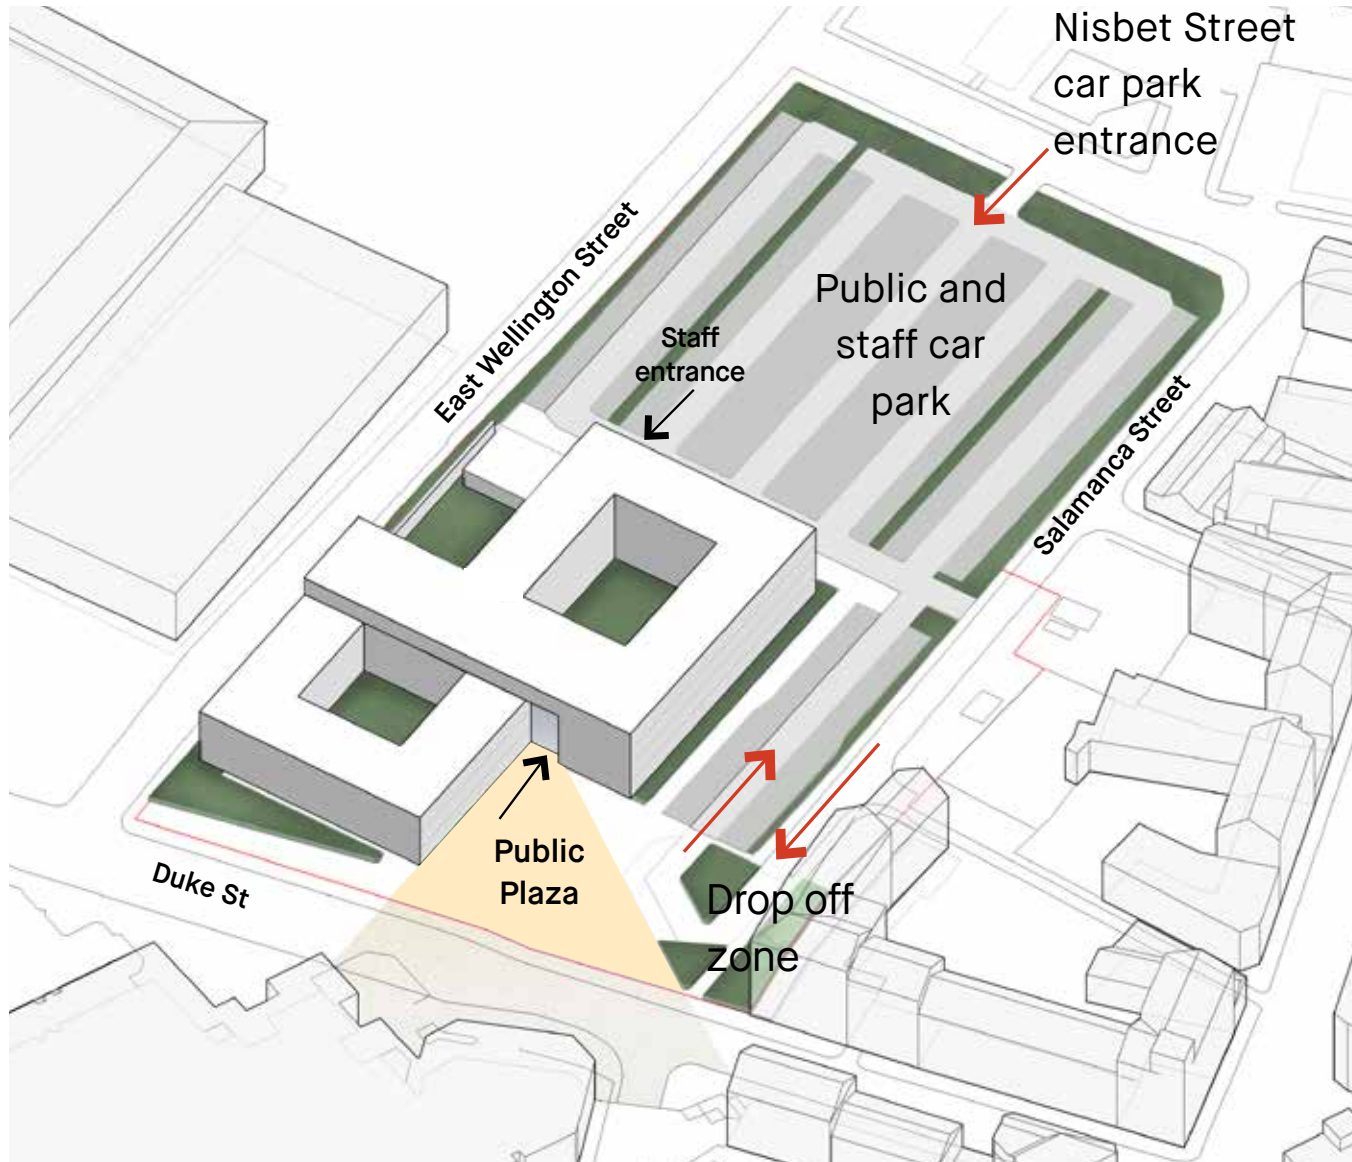 Nisbet Street
car park
entrance
East Wellington Street
Public and
staff car
park
Staff
entrance
Salamanca Street
Public
Plaza
Duke St
Drop off
zone